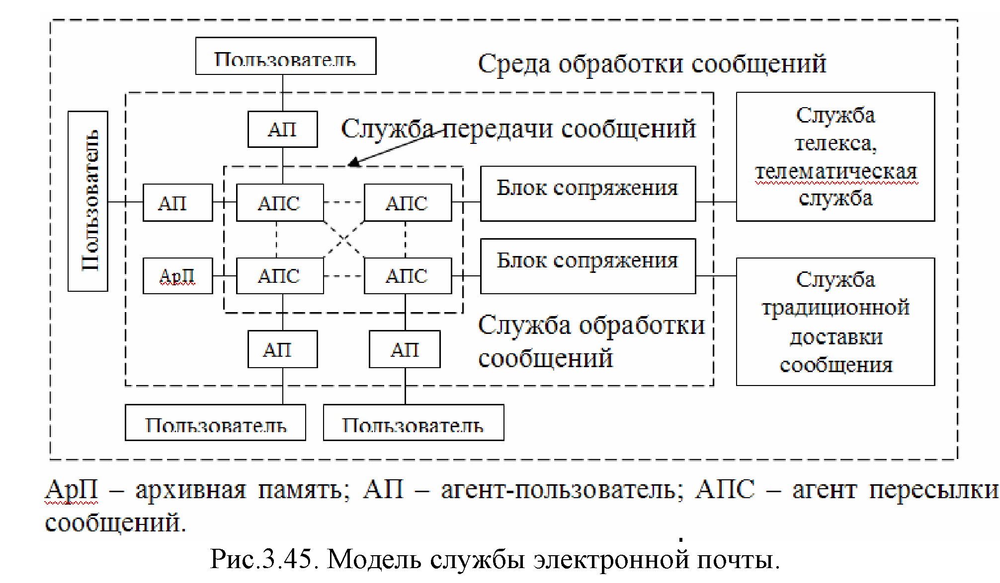 Пользователь
Среда обработки сообщений
Пользователь
АП
Служба передачи сообщений
Служба
телекса,
телематическая
служба
АП
АПС
АПС
Блок сопряжения
АрП
АПС
АПС
Блок сопряжения
Служба
традиционной
доставки
сообщения
АП
АП
Служба обработки
сообщений
Пользователь
Пользователь
АрП – архивная память; АП – агент-пользователь; АПС – агент пересылки
сообщений.
Рис.3.45. Модель службы электронной почты.